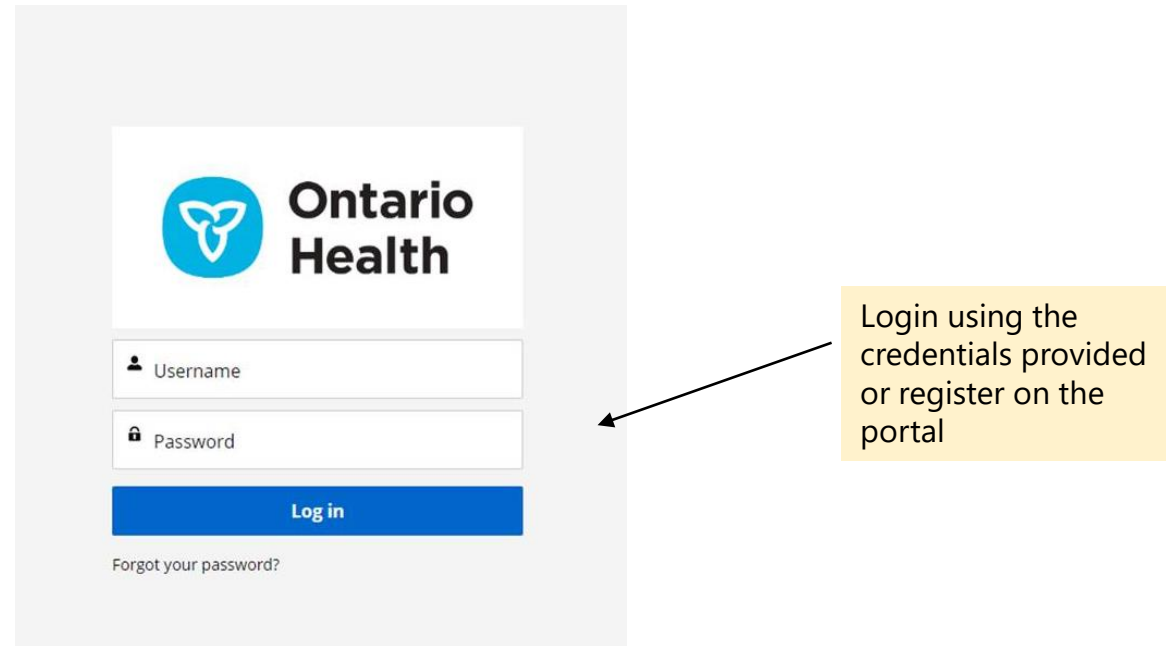 Ontario
Health
Username
Password
Log in
Forgot your password?
Login using the
credentials provided
or register on the
portal